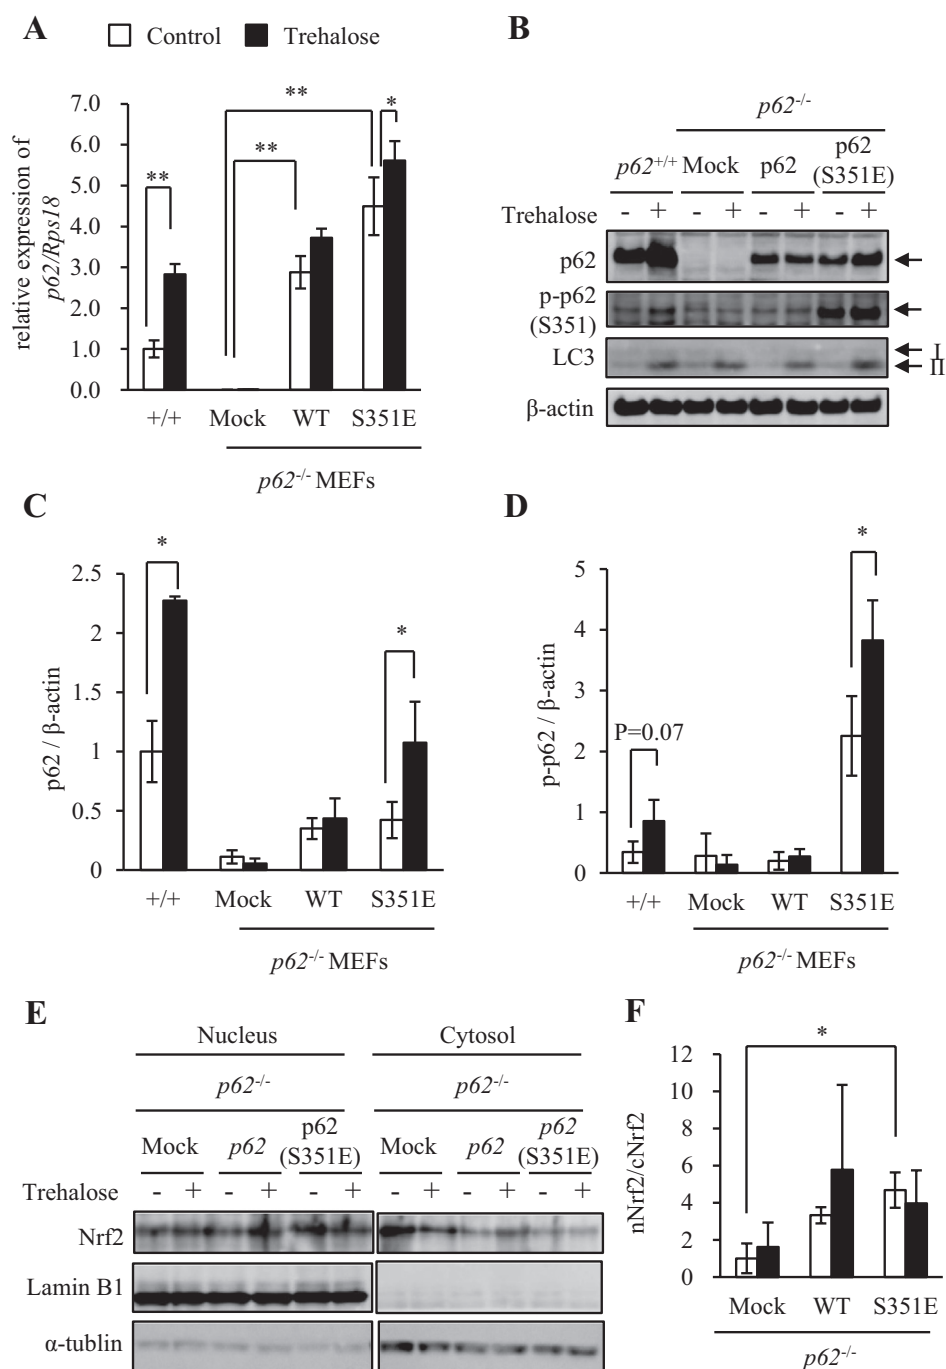 A
Control Trehalose
relative expression of
p62/Rps18
7.0
6.0
5.0
4.0
3.0
2.0
1.0
0.0
**
**
**
*
+/+ Mock WT S351E
p62-/- MEFs
B
p62-/-
p62+/+ Mock p62 p62
(S351E)
Trehalose - + - + - + - +
p62
p-p62
(S351)
LC3
I
II
β-actin
C
p62 / β-actin
2.5
2
1.5
1
0.5
0
*
*
+/+ Mock WT S351E
p62-/- MEFs
D
p-p62 / β-actin
5
4
3
2
1
0
P=0.07
*
+/+ Mock WT S351E
p62-/- MEFs
E
Nucleus Cytosol
p62-/- p62-/-
Mock p62 p62
(S351E)
Mock p62 p62
(S351E)
Trehalose - + - + - + - + - + - +
Nrf2
Lamin B1
α-tublin
F
nNrf2/cNrf2
12
10
8
6
4
2
0
*
Mock WT S351E
p62-/-